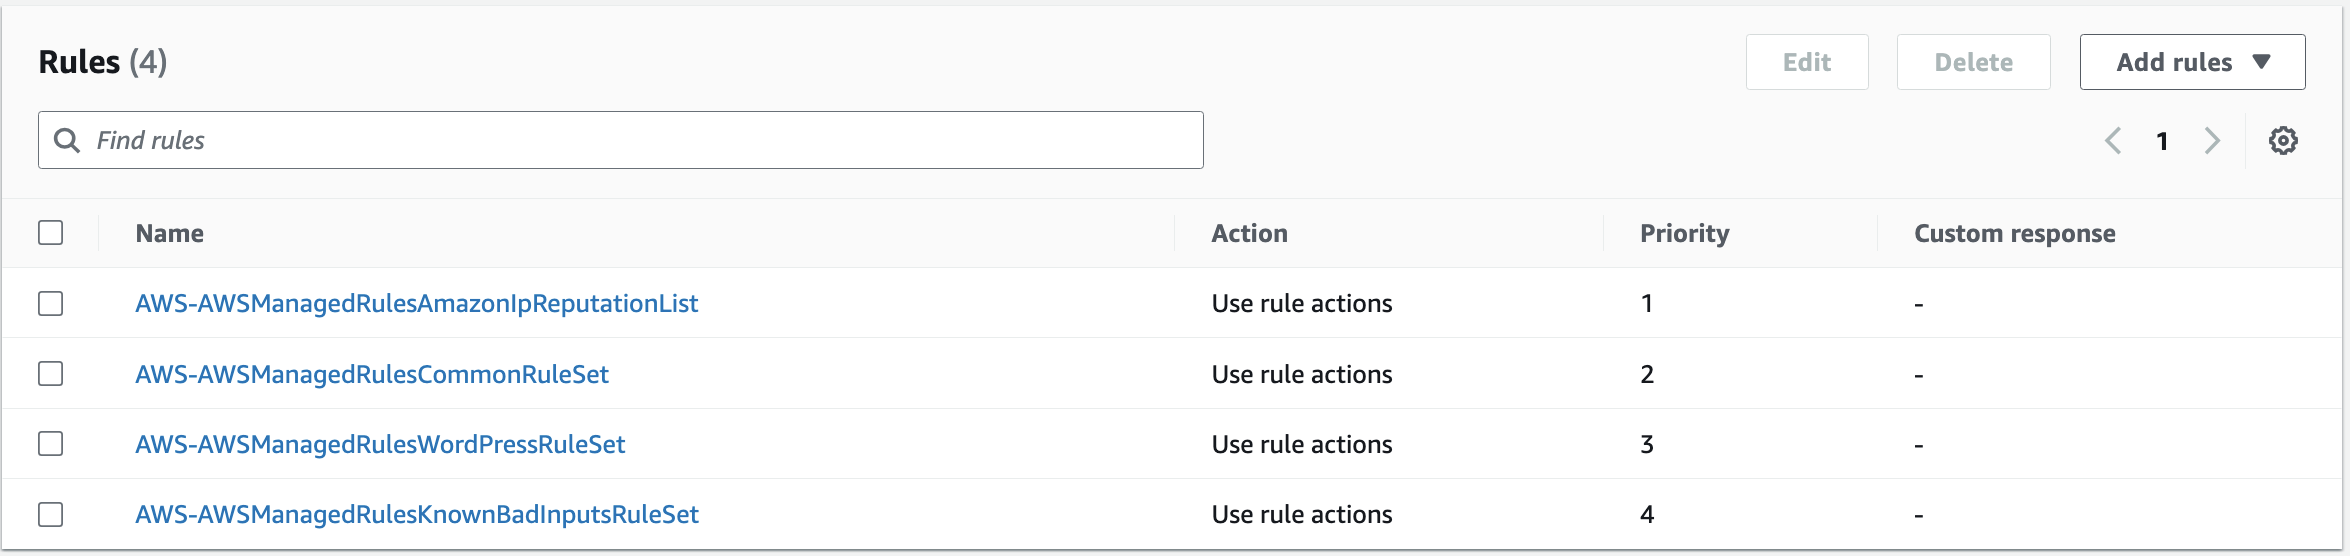 Rules (4)
Edit Delete Add rules
Find rules
1
Name Action Priority Custom response
AWS-AWSManagedRulesAmazonIpReputationList Use rule actions 1 -
AWS-AWSManagedRulesCommonRuleSet Use rule actions 2 -
AWS-AWSManagedRulesWordPressRuleSet Use rule actions 3 -
AWS-AWSManagedRulesKnownBadInputsRuleSet Use rule actions 4 -